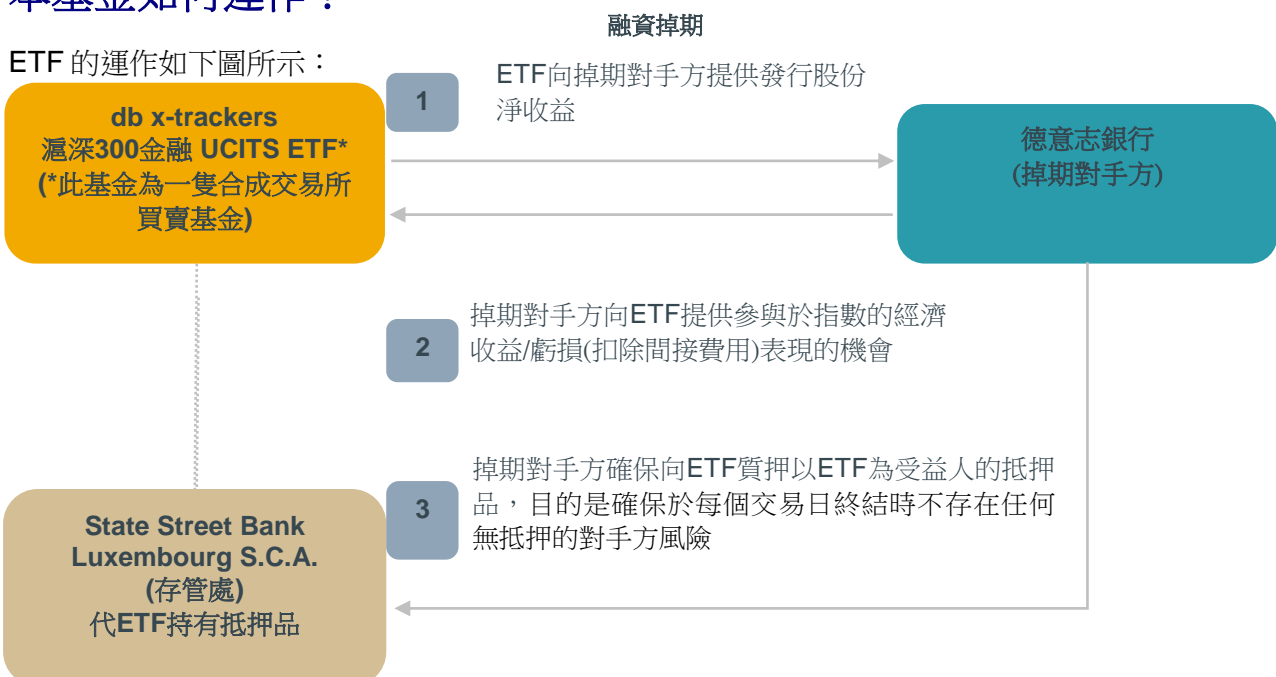 本基金如何運作？
融資掉期
ETF 的運作如下圖所示：
1
ETF向掉期對手方提供發行股份
淨收益
db x-trackers
滬深300金融 UCITS ETF*
(*此基金為一隻合成交易所
買賣基金)
德意志銀行
(掉期對手方)
2
掉期對手方向ETF提供參與於指數的經濟
收益/虧損(扣除間接費用)表現的機會
3
掉期對手方確保向ETF質押以ETF為受益人的抵押
品，目的是確保於每個交易日終結時不存在任何
無抵押的對手方風險
State Street Bank
Luxembourg S.C.A.
(存管處)
代ETF持有抵押品